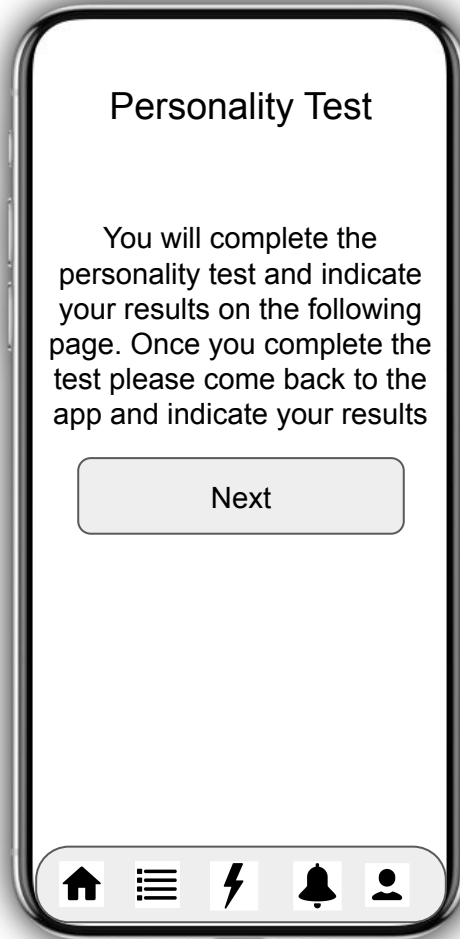 Personality Test
You will complete the
personality test and indicate
your results on the following
page. Once you complete the
test please come back to the
app and indicate your results
Next